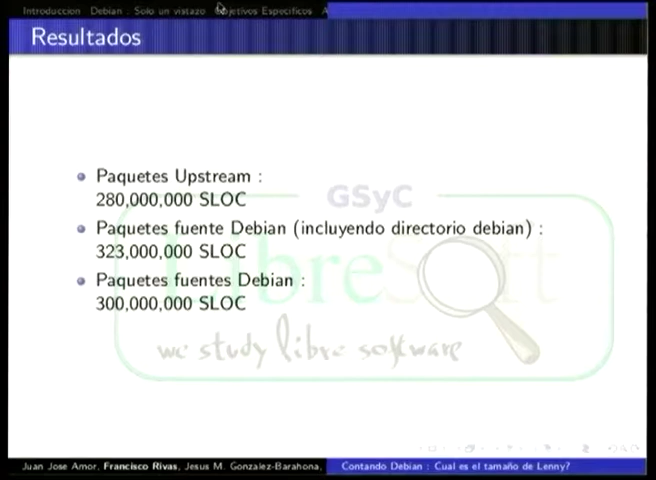 Introduccion Debian : Solo un vistazo Objetivos Especificos A
Resultados
Paquetes Upstream :
280,000,000 SLOC
GSyC
Paquetes fuente Debian (incluyendo directorio debian) :
323,000,000 SLOC
LibreSoft
Paquetes fuentes Debian :
300,000,000 SLOC
we study libre software
Juan Jose Amor, Francisco Rivas, Jesus M. Gonzalez-Barahona, Contando Debian : Cual es el tamaño de Lenny?